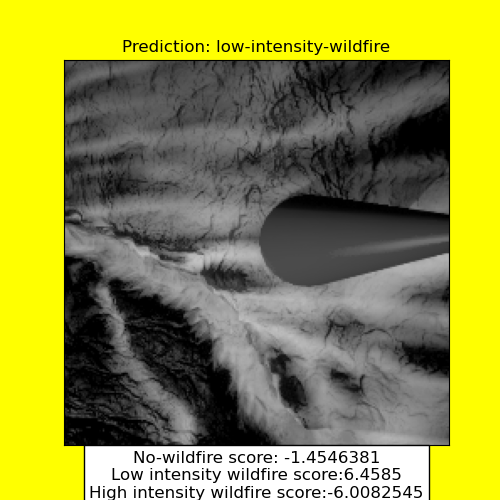 Prediction: low-intensity-wildfire
No-wildfire score: -1.4546381
Low intensity wildfire score:6.4585
High intensity wildfire score:-6.0082545